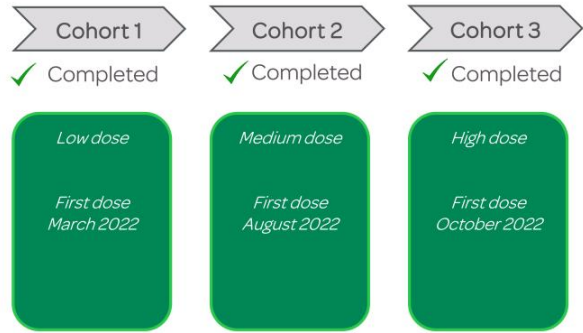 Cohort 1
Completed
Low dose
First dose
March 2022
Cohort 2
Completed
Medium dose
First dose
August 2022
Cohort 3
Completed
High dose
First dose
October 2022